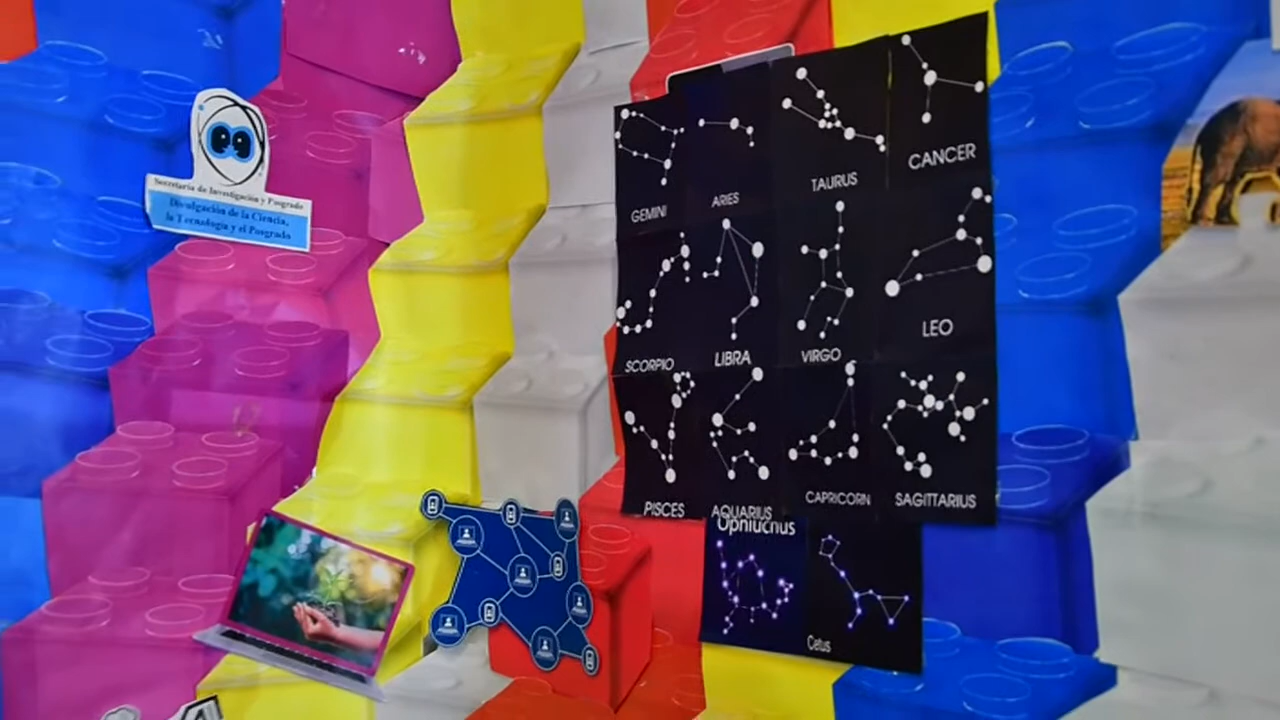 Secretaría de Investigación y Posgrado
Divulgación de la Ciencia,
la Tecnología y el Posgrado
GEMINI
ARIES
TAURUS
CANCER
SCORPIO
LIBRA
VIRGO
LEO
PISCES
AQUARIUS
CAPRICORN
SAGITTARIUS
Ophiuchus
Cetus